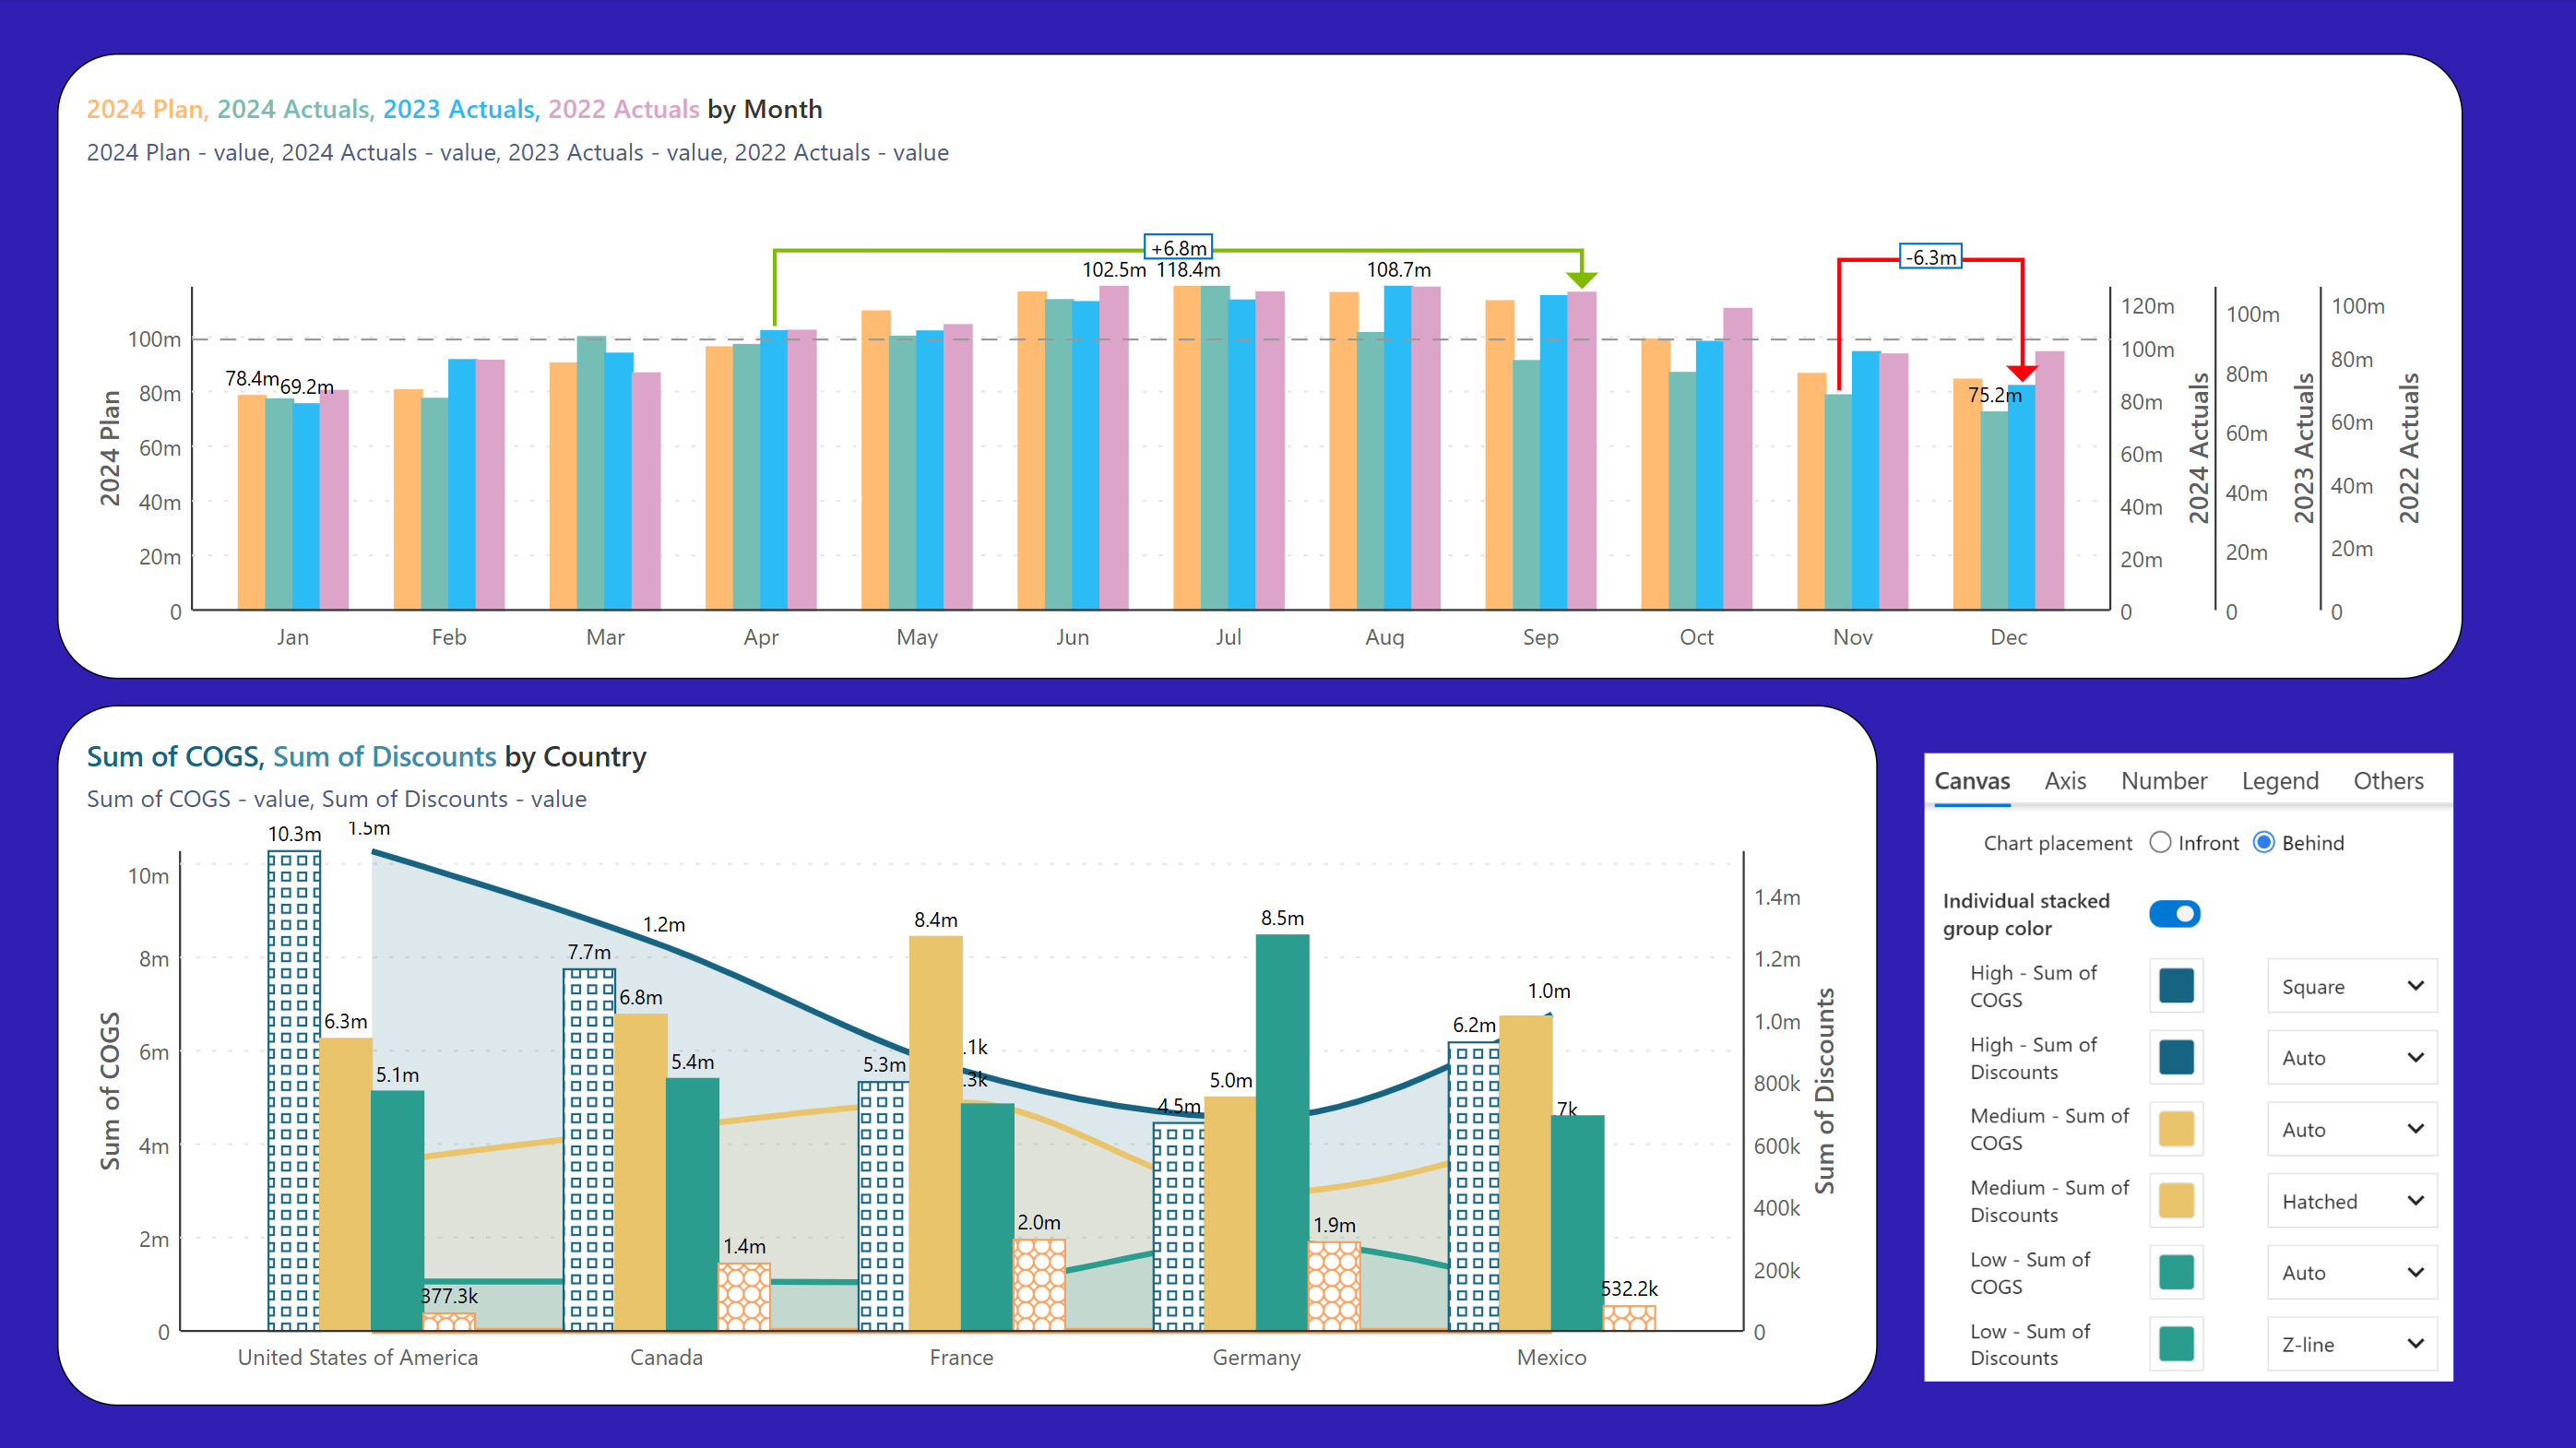 2024 Plan, 2024 Actuals, 2023 Actuals, 2022 Actuals by Month
2024 Plan - value, 2024 Actuals - value, 2023 Actuals - value, 2022 Actuals - value
+6.8m
-6.3m
102.5m 118.4m
108.7m
78.4m
69.2m
75.2m
2024 Plan
100m
80m
60m
40m
20m
0
Jan
Feb
Mar
Apr
May
Jun
Jul
Aug
Sep
Oct
Nov
Dec
120m
100m
80m
60m
40m
20m
0
2024 Actuals
100m
80m
60m
40m
20m
0
2023 Actuals
100m
80m
60m
40m
20m
0
2022 Actuals
Sum of COGS, Sum of Discounts by Country
Sum of COGS - value, Sum of Discounts - value
Sum of COGS
10m
8m
6m
4m
2m
0
10.3m
1.5m
6.3m
5.1m
377.3k
7.7m
1.2m
6.8m
5.4m
1.4m
5.3m
8.4m
.1k
.3k
2.0m
4.5m
5.0m
8.5m
1.9m
6.2m
1.0m
7k
532.2k
United States of America
Canada
France
Germany
Mexico
1.4m
1.2m
1.0m
800k
600k
400k
200k
0
Sum of Discounts
Canvas Axis Number Legend Others
Chart placement Infront Behind
Individual stacked
group color
High - Sum of
COGS
Square
High - Sum of
Discounts
Auto
Medium - Sum of
COGS
Auto
Medium - Sum of
Discounts
Hatched
Low - Sum of
COGS
Auto
Low - Sum of
Discounts
Z-line